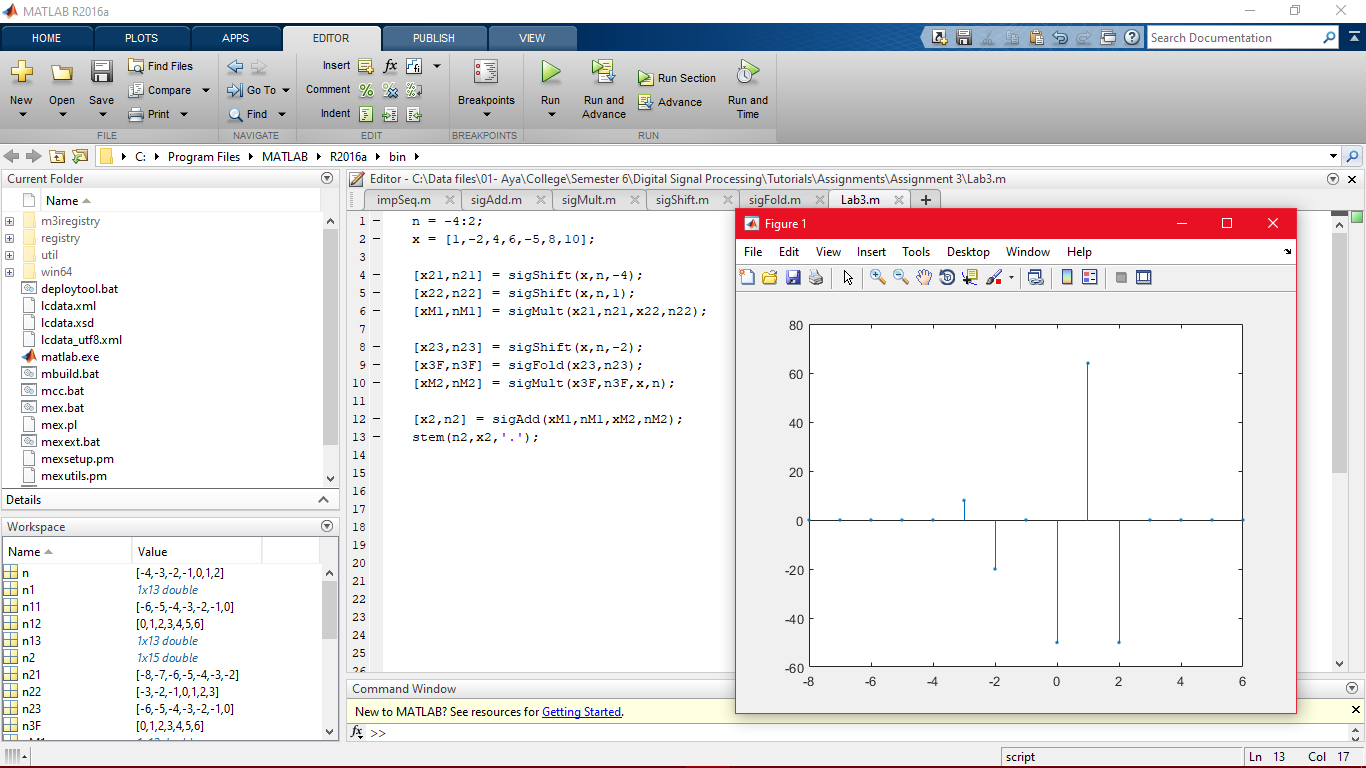 MATLAB R2016a
HOME PLOTS APPS EDITOR PUBLISH VIEW
Search Documentation
New Open Save Find Files Compare Print
Go To Find
Insert fx
Comment
Indent
Breakpoints
Run Run and Advance Run Section Advance Run and Time
FILE NAVIGATE EDIT BREAKPOINTS RUN
C: Program Files MATLAB R2016a bin
Current Folder
Name
m3iregistry
registry
util
win64
deploytool.bat
lcdata.xml
lcdata.xsd
lcdata_utf8.xml
matlab.exe
mbuild.bat
mcc.bat
mex.bat
mex.pl
mexext.bat
mexsetup.pm
mexutils.pm
Details
Workspace
Name Value
n [-4,-3,-2,-1,0,1,2]
n1 1x13 double
n11 [-6,-5,-4,-3,-2,-1,0]
n12 [0,1,2,3,4,5,6]
n13 1x13 double
n2 1x15 double
n21 [-8,-7,-6,-5,-4,-3,-2]
n22 [-3,-2,-1,0,1,2,3]
n23 [-6,-5,-4,-3,-2,-1,0]
n3F [0,1,2,3,4,5,6]
Editor - C:\Data files\01- Aya\College\Semester 6\Digital Signal Processing\Tutorials\Assignments\Assignment 3\Lab3.m
impSeq.m sigAdd.m sigMult.m sigShift.m sigFold.m Lab3.m
1 n = -4:2;
2 x = [1,-2,4,6,-5,8,10];
3
4 [x21,n21] = sigShift(x,n,-4);
5 [x22,n22] = sigShift(x,n,1);
6 [xM1,nM1] = sigMult(x21,n21,x22,n22);
7
8 [x23,n23] = sigShift(x,n,-2);
9 [x3F,n3F] = sigFold(x23,n23);
10 [xM2,nM2] = sigMult(x3F,n3F,x,n);
11
12 [x2,n2] = sigAdd(xM1,nM1,xM2,nM2);
13 stem(n2,x2,'.');
14
15
16
17
18
19
20
21
22
23
24
25
Figure 1
File Edit View Insert Tools Desktop Window Help
80
60
40
20
0
-20
-40
-60
-8 -6 -4 -2 0 2 4 6
Command Window
New to MATLAB? See resources for Getting Started.
fx >>
script Ln 13 Col 17